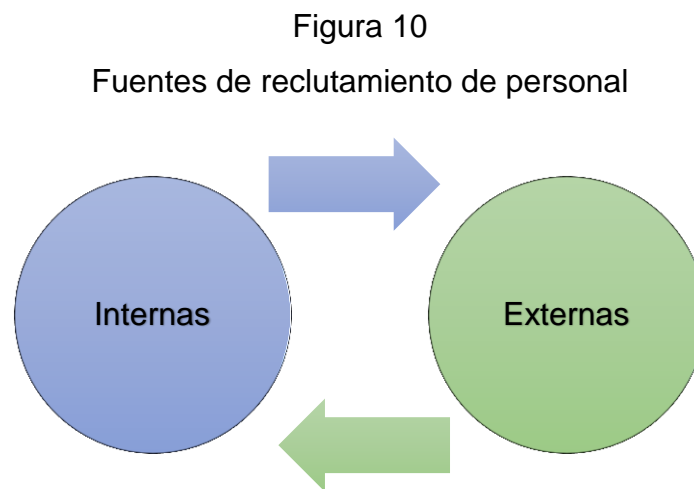 Figura 10
Fuentes de reclutamiento de personal
Internas
Externas